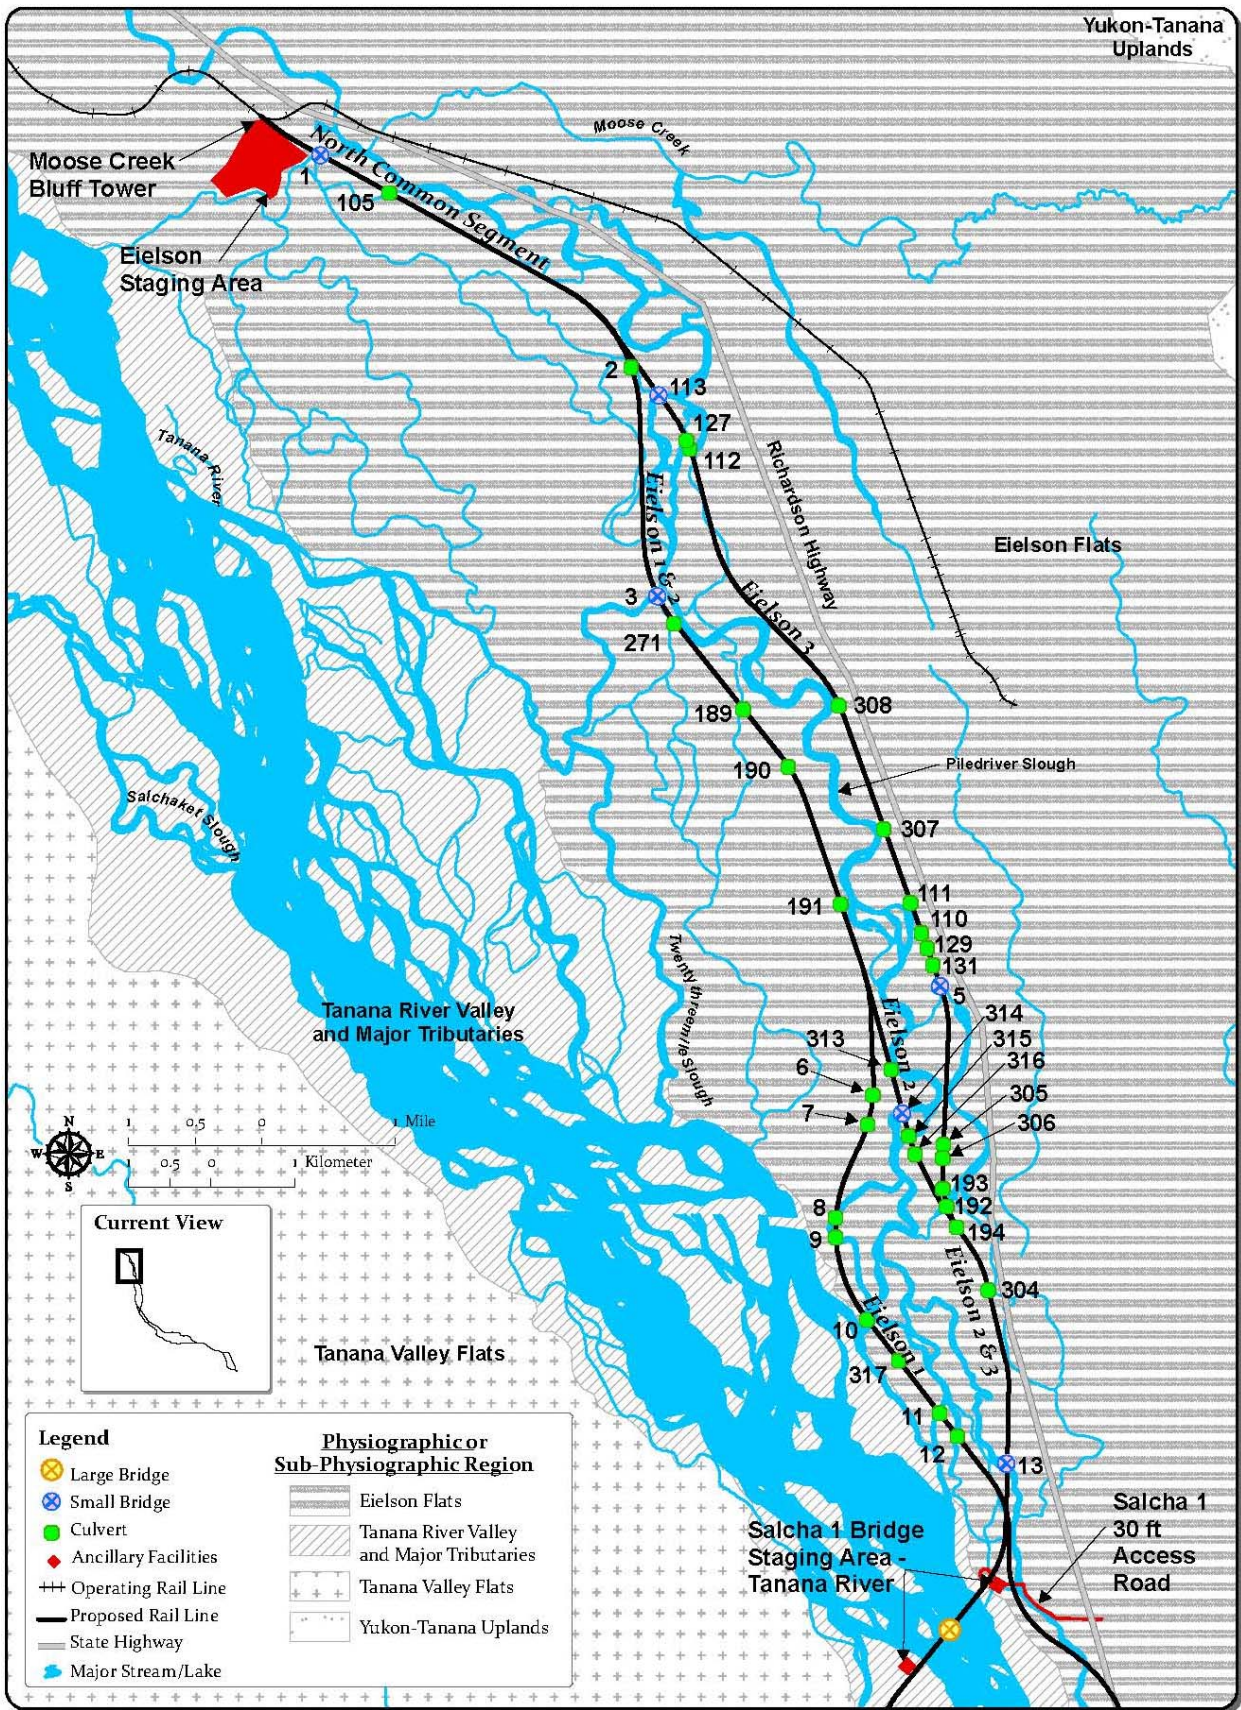 Yukon-Tanana
Uplands
Moose Creek
Moose Creek
Bluff Tower
North Common Segment
1
105
Eielson
Staging Area
2
113
127
112
Tanana River
Richardson Highway
Eielson 1 & 2
Eielson Flats
3
271
Eielson 3
189
308
190
Piledriver Slough
Salchaket Slough
307
191
111
110
129
131
5
Twentythreemile Slough
Tanana River Valley
and Major Tributaries
Eielson 2
314
313
315
6
316
7
305
306
N
W E
S
1 0.5 0 1 Mile
1 0.5 0 1 Kilometer
193
192
8
194
9
Current View
Eielson 2 & 3
304
Eielson 1
10
Tanana Valley Flats
317
11
12
13
Legend
Large Bridge
Small Bridge
Culvert
Ancillary Facilities
Operating Rail Line
Proposed Rail Line
State Highway
Major Stream/Lake
Physiographic or
Sub-Physiographic Region
Eielson Flats
Tanana River Valley
and Major Tributaries
Tanana Valley Flats
Yukon-Tanana Uplands
Salcha 1 Bridge
Staging Area -
Tanana River
Salcha 1
30 ft
Access
Road